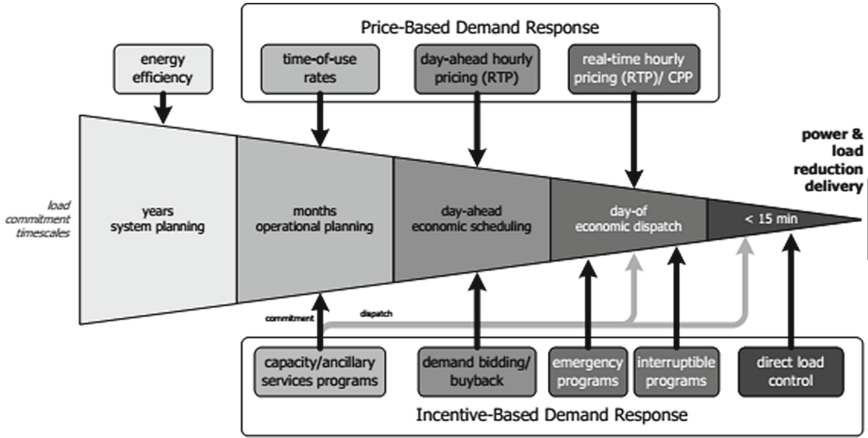 Price-Based Demand Response
energy
efficiency
time-of-use
rates
day-ahead hourly
pricing (RTP)
real-time hourly
pricing (RTP)/ CPP
power &
load
reduction
delivery
load
commitment
timescales
years
system planning
months
operational planning
day-ahead
economic scheduling
day-of
economic dispatch
< 15 min
commitment
dispatch
capacity/ancillary
services programs
demand bidding/
buyback
emergency
programs
interruptible
programs
direct load
control
Incentive-Based Demand Response